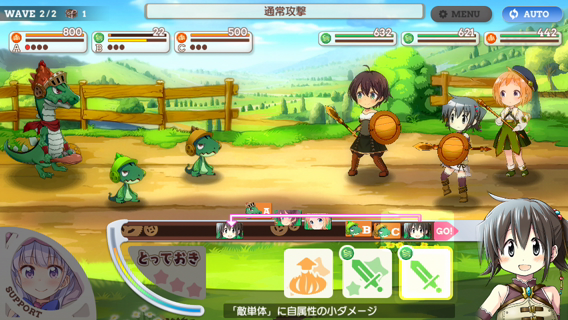 WAVE 2/2 1
通常攻撃
MENU
AUTO
800
A
22
B
500
C
632
621
442
A
B
C
GO!
とっておき
SUPPORT
「敵単体」に自属性の小ダメージ